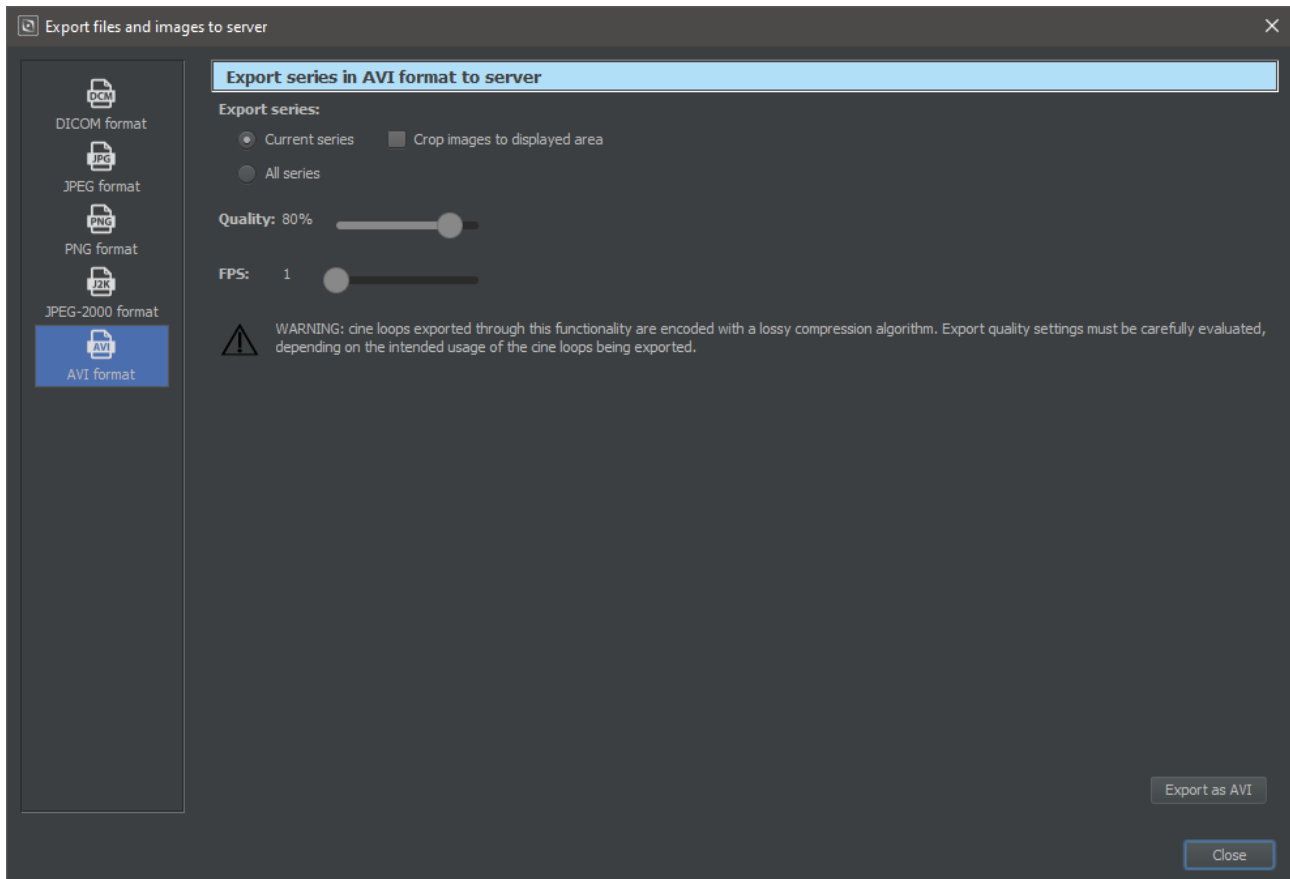 Export files and images to server
DCM
DICOM format
JPG
JPEG format
PNG
PNG format
J2K
JPEG-2000 format
AVI
AVI format
Export series in AVI format to server
Export series:
Current series Crop images to displayed area
All series
Quality: 80%
FPS: 1
WARNING: cine loops exported through this functionality are encoded with a lossy compression algorithm. Export quality settings must be carefully evaluated,
depending on the intended usage of the cine loops being exported.
Export as AVI
Close